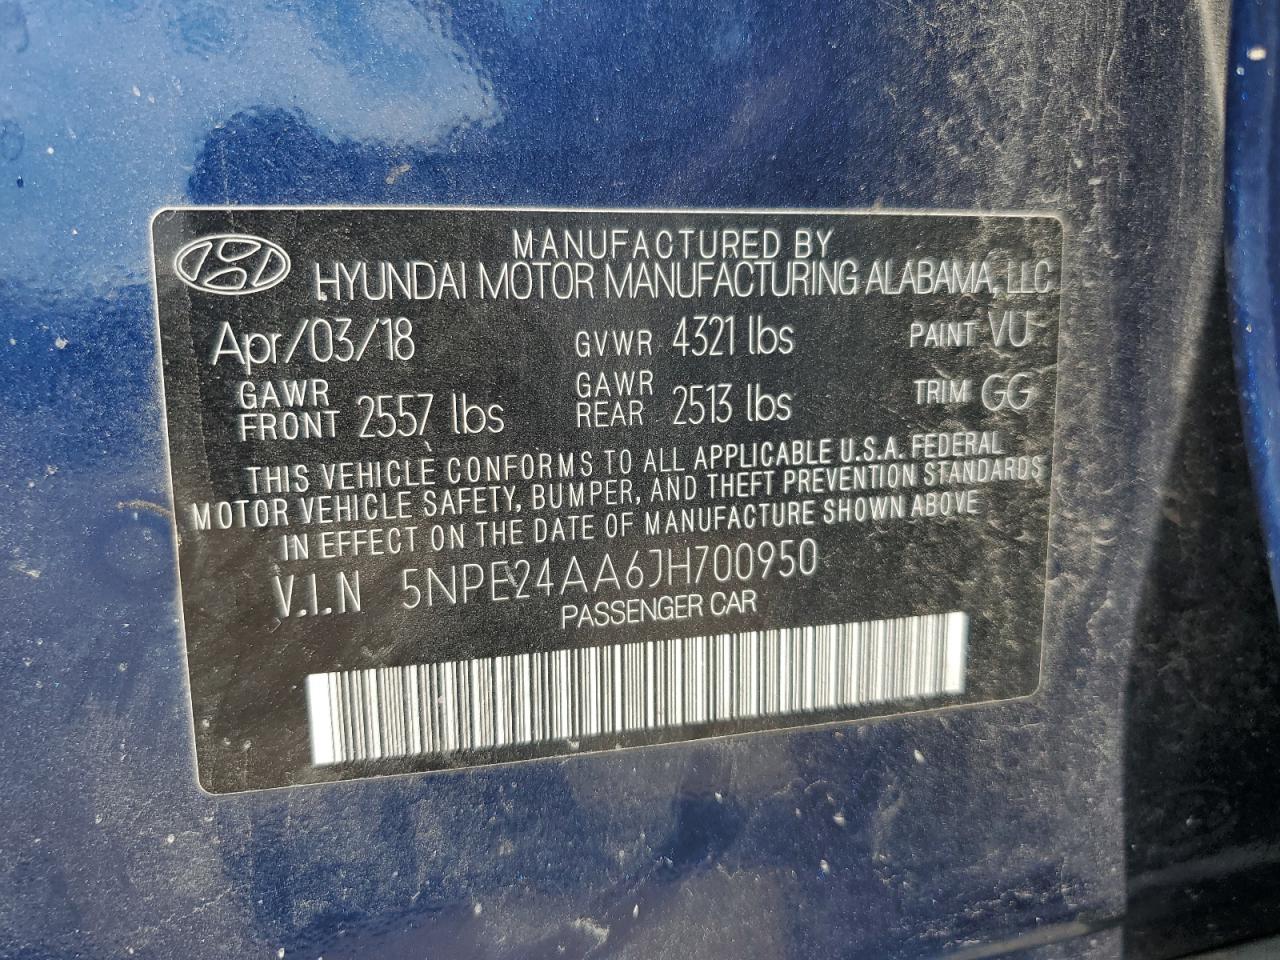 MANUFACTURED BY
HYUNDAI MOTOR MANUFACTURING ALABAMA, LLC
Apr/03/18 GVWR 4321 lbs PAINT VU
GAWR FRONT 2557 lbs GAWR REAR 2513 lbs TRIM GG
THIS VEHICLE CONFORMS TO ALL APPLICABLE U.S.A. FEDERAL
MOTOR VEHICLE SAFETY, BUMPER, AND THEFT PREVENTION STANDARDS
IN EFFECT ON THE DATE OF MANUFACTURE SHOWN ABOVE
V.I.N 5NPE24AA6JH700950
PASSENGER CAR